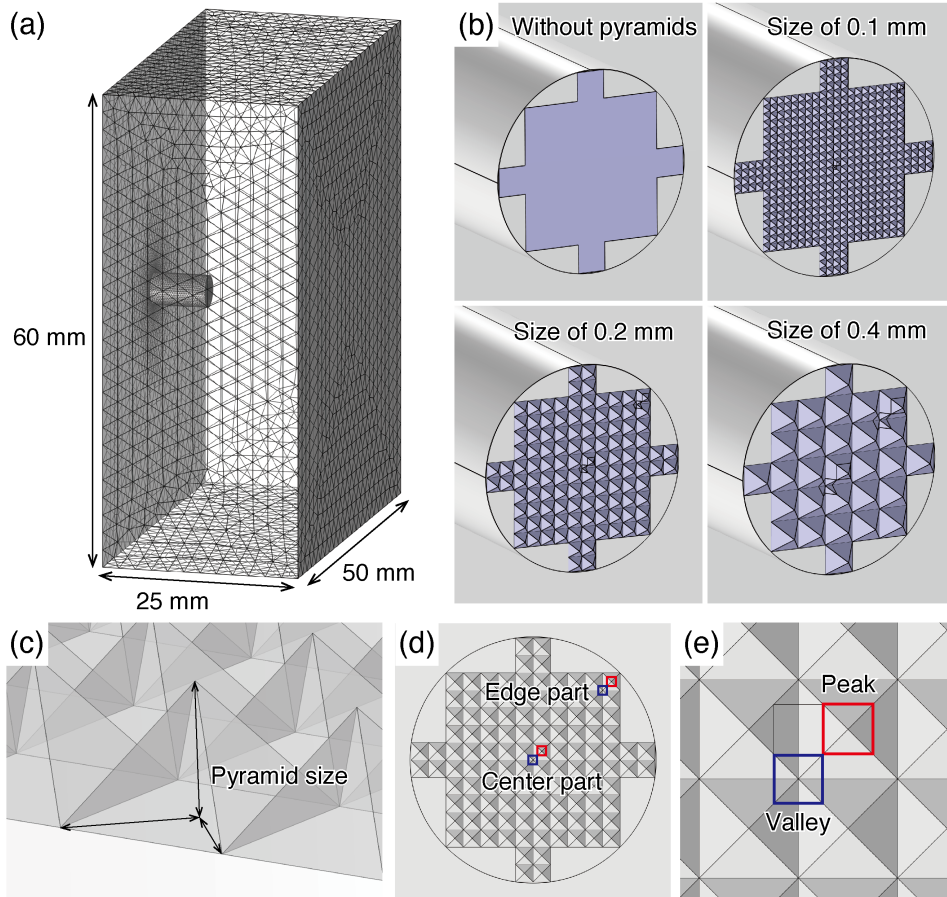 (a)
60 mm
25 mm
50 mm
(b)
Without pyramids
Size of 0.1 mm
Size of 0.2 mm
Size of 0.4 mm
(c)
Pyramid size
(d)
Edge part
Center part
(e)
Peak
Valley